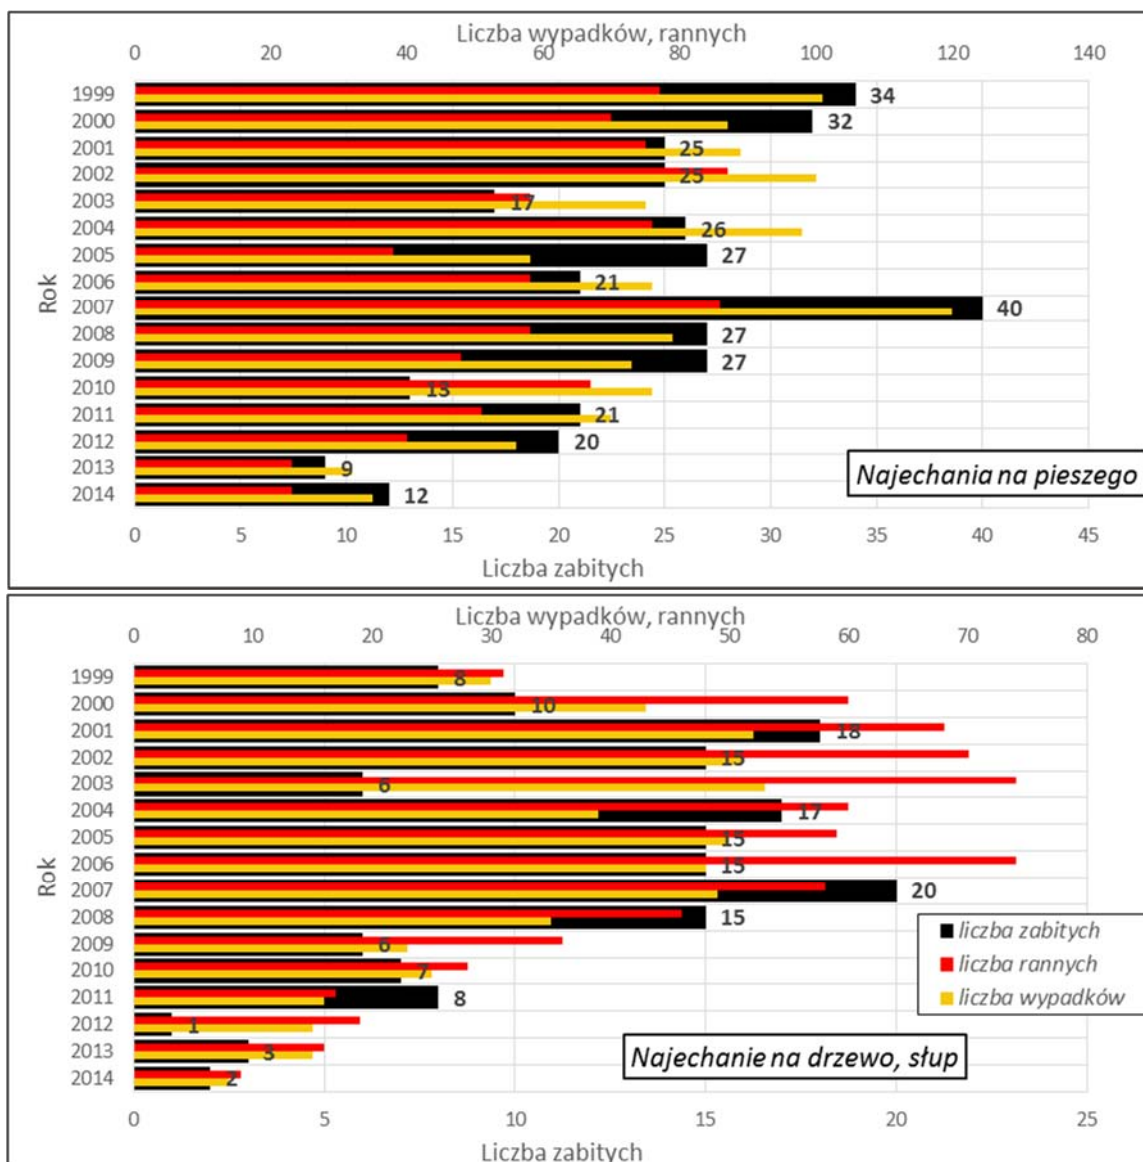 Liczba wypadków, rannych
0 20 40 60 80 100 120 140
Rok
1999 34
2000 32
2001 25
2002 25
2003 17
2004 26
2005 27
2006 21
2007 40
2008 27
2009 27
2010 13
2011 21
2012 20
2013 9
2014 12
Najechania na pieszego
0 5 10 15 20 25 30 35 40 45
Liczba zabitych
Liczba wypadków, rannych
0 10 20 30 40 50 60 70 80
Rok
1999 8
2000 10
2001 18
2002 15
2003 6
2004 17
2005 15
2006 15
2007 20
2008 15
2009 6
2010 7
2011 8
2012 1
2013 3
2014 2
liczba zabitych
liczba rannych
liczba wypadków
Najechanie na drzewo, słup
0 5 10 15 20 25
Liczba zabitych